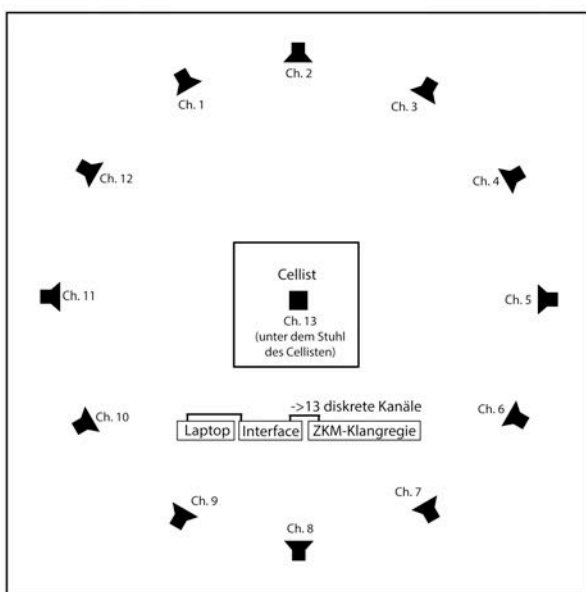 Ch. 2
Ch. 1
Ch. 3
Ch. 12
Ch. 4
Cellist
Ch. 11
Ch. 5
Ch. 13
(unter dem Stuhl
des Cellisten)
->13 diskrete Kanäle
Ch. 10
Ch. 6
Laptop
Interface
ZKM-Klangregie
Ch. 9
Ch. 7
Ch. 8